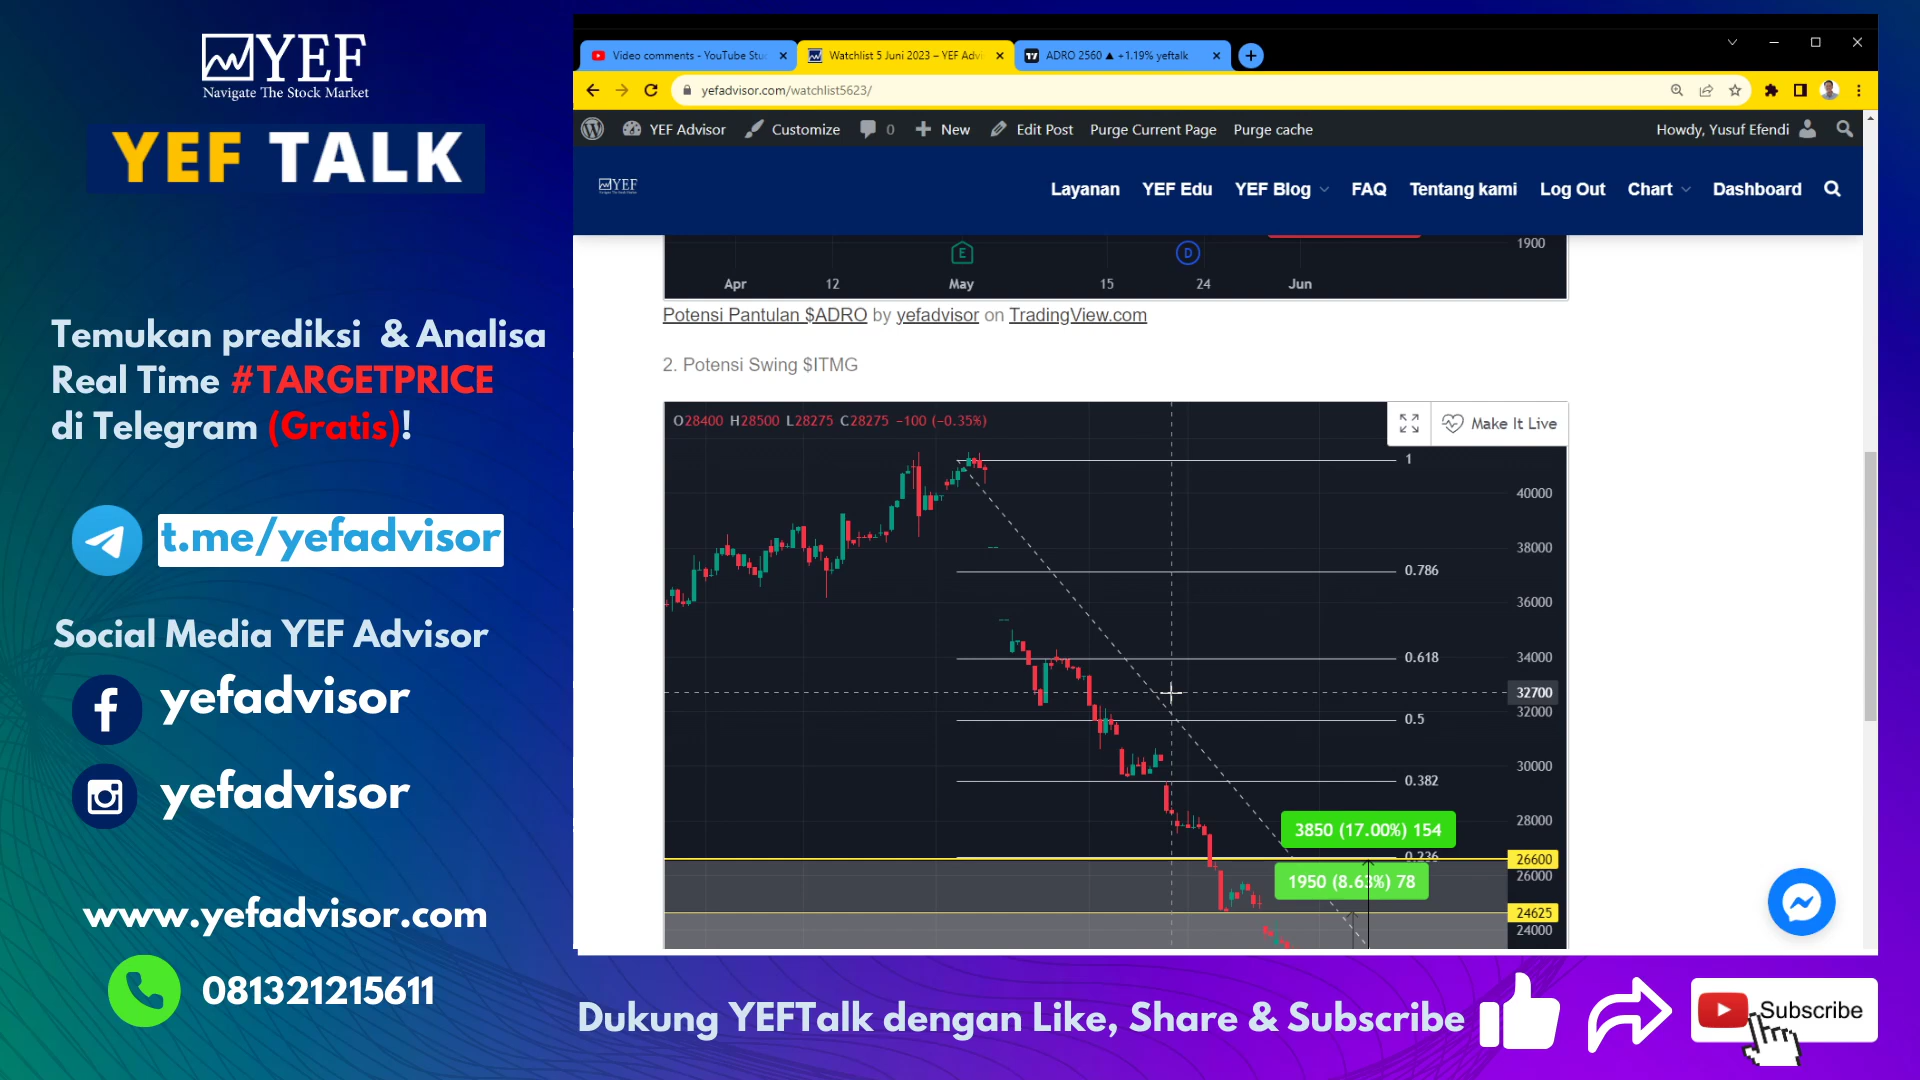 YEF
Navigate The Stock Market
YEF TALK
Temukan prediksi & Analisa
Real Time #TARGETPRICE
di Telegram (Gratis)!
t.me/yefadvisor
Social Media YEF Advisor
yefadvisor
yefadvisor
www.yefadvisor.com
081321215611
Video comments - YouTube Stu
Watchlist 5 Juni 2023 – YEF Advi
ADRO 2560 ▲ +1.19% yeftalk
yefadvisor.com/watchlist5623/
YEF Advisor
Customize
0
New
Edit Post
Purge Current Page
Purge cache
Howdy, Yusuf Efendi
YEF
Layanan
YEF Edu
YEF Blog
FAQ
Tentang kami
Log Out
Chart
Dashboard
1900
E
D
Apr
12
May
15
24
Jun
Potensi Pantulan $ADRO by yefadvisor on TradingView.com
2. Potensi Swing $ITMG
O28400 H28500 L28275 C28275 −100 (−0.35%)
Make It Live
1
40000
38000
0.786
36000
0.618
34000
32700
32000
0.5
30000
0.382
28000
3850 (17.00%) 154
0.236
26600
26000
1950 (8.63%) 78
24625
24000
Dukung YEFTalk dengan Like, Share & Subscribe
Subscribe